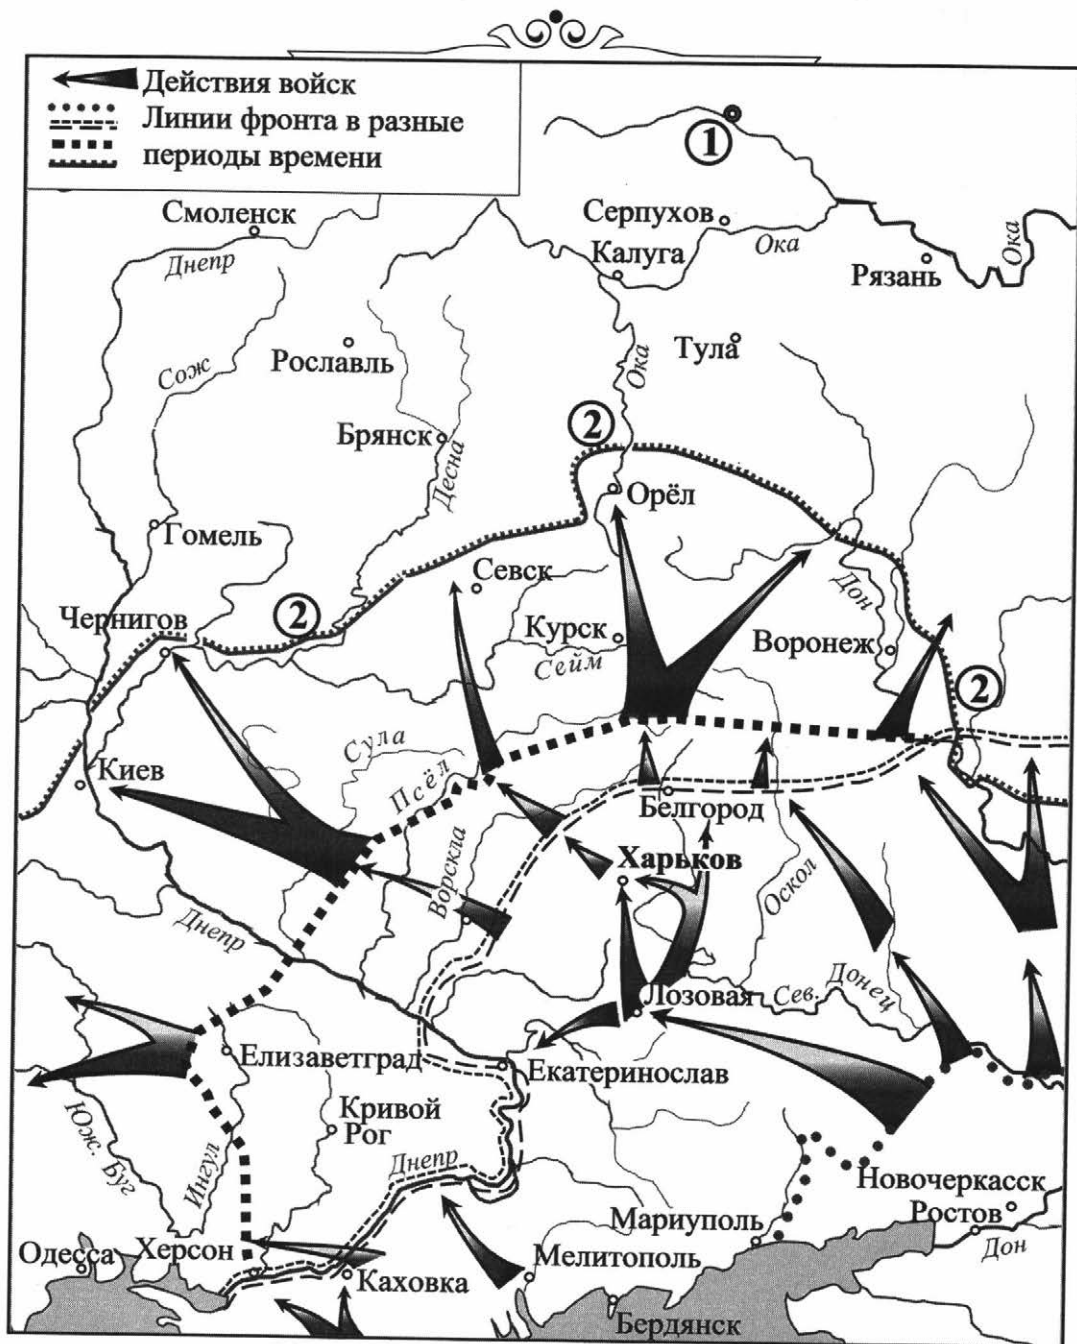 Действия войск
Линии фронта в разные
периоды времени
1
Смоленск
Серпухов
Днепр
Ока
Ока
Калуга
Рязань
Рославль
Тула
Сож
Ока
2
Брянск
Десна
Орёл
Гомель
Севск
Дон
Чернигов
2
Курск
Воронеж
Сейм
2
Сула
Киев
Псёл
Белгород
Ворскла
Харьков
Оскол
Днепр
Донец
Лозовая
Сев.
Елизаветград
Екатеринослав
Кривой
Рог
Юж. Буг
Ингул
Днепр
Новочеркасск
Мариуполь
Ростов
Одесса
Херсон
Мелитополь
Дон
Каховка
Бердянск